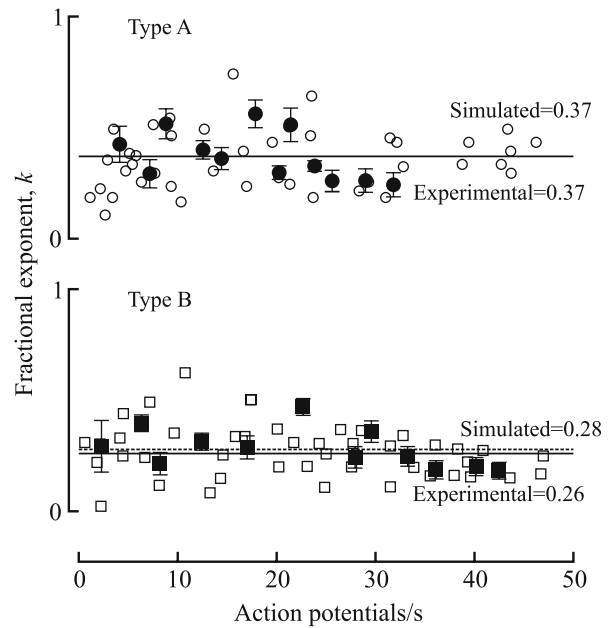 1
Type A
Simulated=0.37
Experimental=0.37
0
Fractional exponent, k
1
Type B
Simulated=0.28
Experimental=0.26
0
0 10 20 30 40 50
Action potentials/s